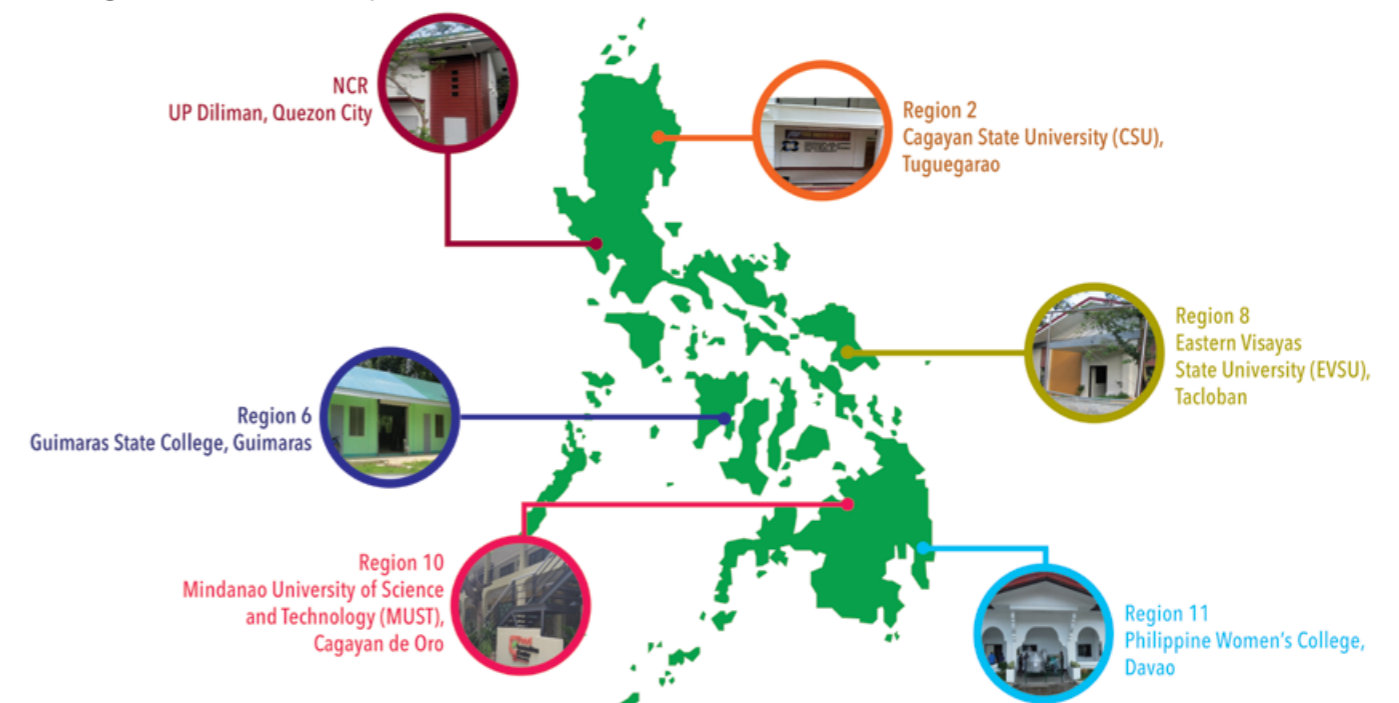 NCR
UP Diliman, Quezon City
Region 2
Cagayan State University (CSU),
Tuguegarao
Region 8
Eastern Visayas
State University (EVSU),
Tacloban
Region 6
Guimaras State College, Guimaras
Region 10
Mindanao University of Science
and Technology (MUST),
Cagayan de Oro
Region 11
Philippine Women's College,
Davao